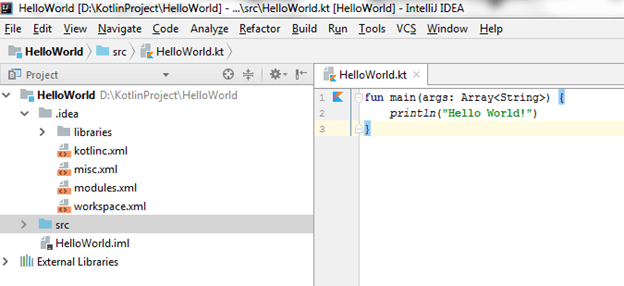 HelloWorld [D:\KotlinProject\HelloWorld] - ...\src\HelloWorld.kt [HelloWorld] - IntelliJ IDEA
File Edit View Navigate Code Analyze Refactor Build Run Tools VCS Window Help
HelloWorld src HelloWorld.kt
Project
HelloWorld.kt
HelloWorld D:\KotlinProject\HelloWorld
.idea
libraries
kotlinc.xml
misc.xml
modules.xml
workspace.xml
src
HelloWorld.iml
External Libraries
1 fun main(args: Array<String>) {
2 println("Hello World!")
3 }